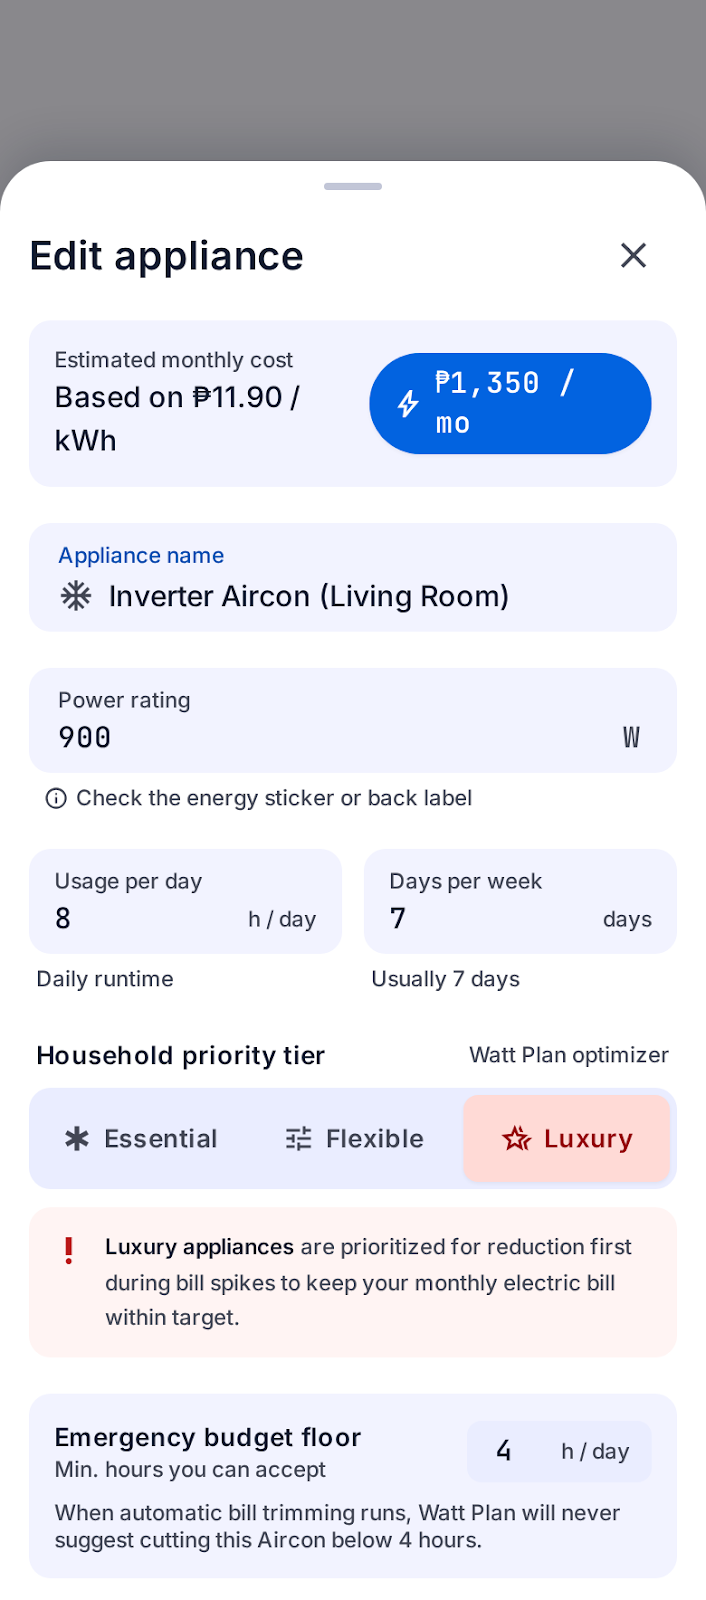 Edit appliance
Estimated monthly cost
Based on ₱11.90 /
kWh
₱1,350 /
mo
Appliance name
Inverter Aircon (Living Room)
Power rating
900 W
Check the energy sticker or back label
Usage per day
8 h / day
Daily runtime
Days per week
7 days
Usually 7 days
Household priority tier
Watt Plan optimizer
Essential
Flexible
Luxury
Luxury appliances are prioritized for reduction first
during bill spikes to keep your monthly electric bill
within target.
Emergency budget floor
Min. hours you can accept
4 h / day
When automatic bill trimming runs, Watt Plan will never
suggest cutting this Aircon below 4 hours.